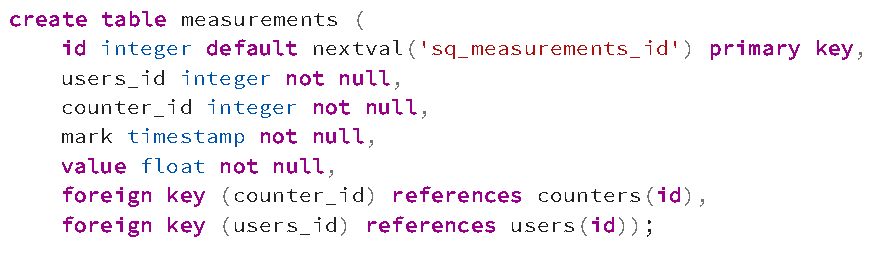 create table measurements (
id integer default nextval('sq_measurements_id') primary key,
users_id integer not null,
counter_id integer not null,
mark timestamp not null,
value float not null,
foreign key (counter_id) references counters(id),
foreign key (users_id) references users(id));